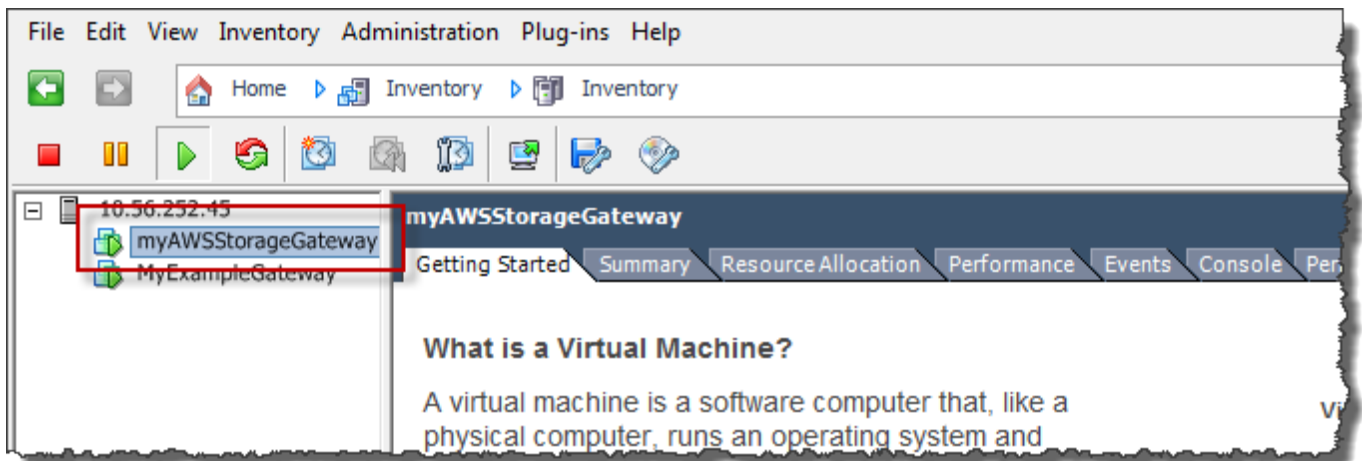 File Edit View Inventory Administration Plug-ins Help
Home Inventory Inventory
10.56.252.45
myAWSStorageGateway
MyExampleGateway
myAWSStorageGateway
Getting Started Summary Resource Allocation Performance Events Console Per
What is a Virtual Machine?
A virtual machine is a software computer that, like a
physical computer, runs an operating system and
Vi